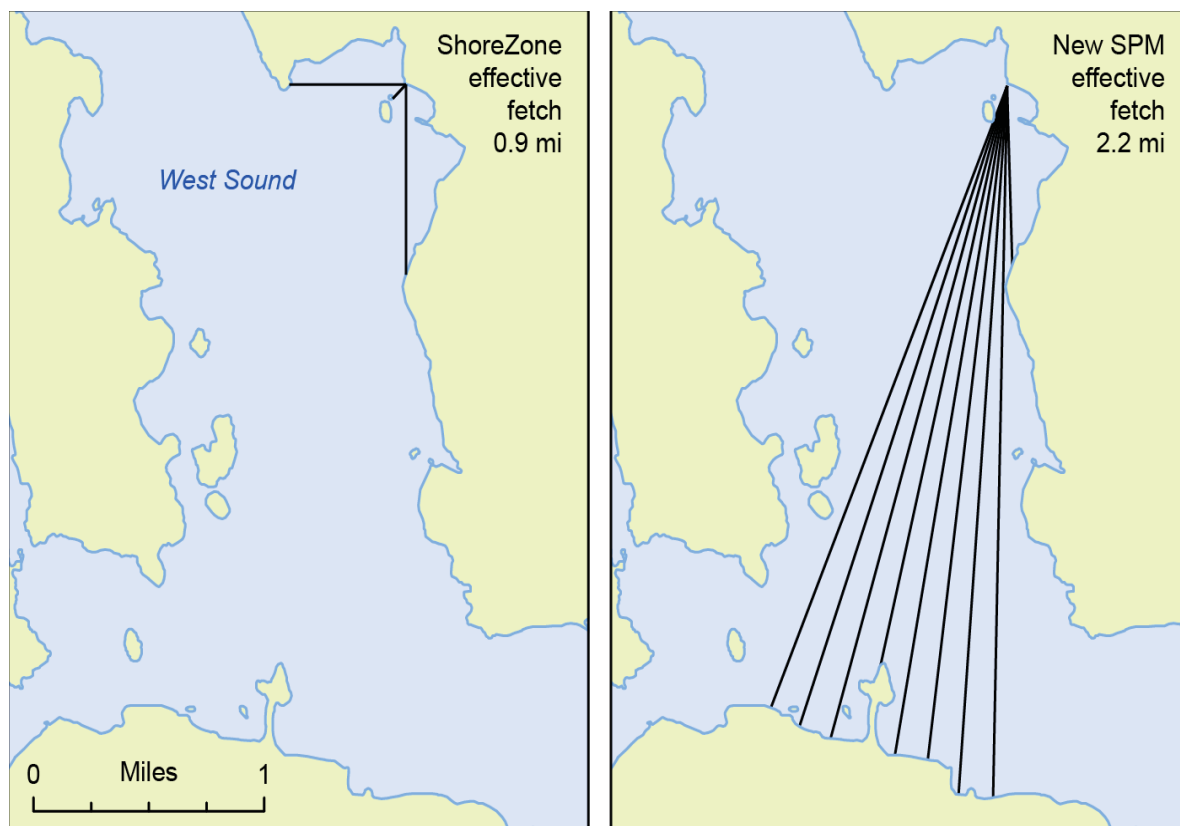 ShoreZone
effective
fetch
0.9 mi
West Sound
0 Miles 1
New SPM
effective
fetch
2.2 mi